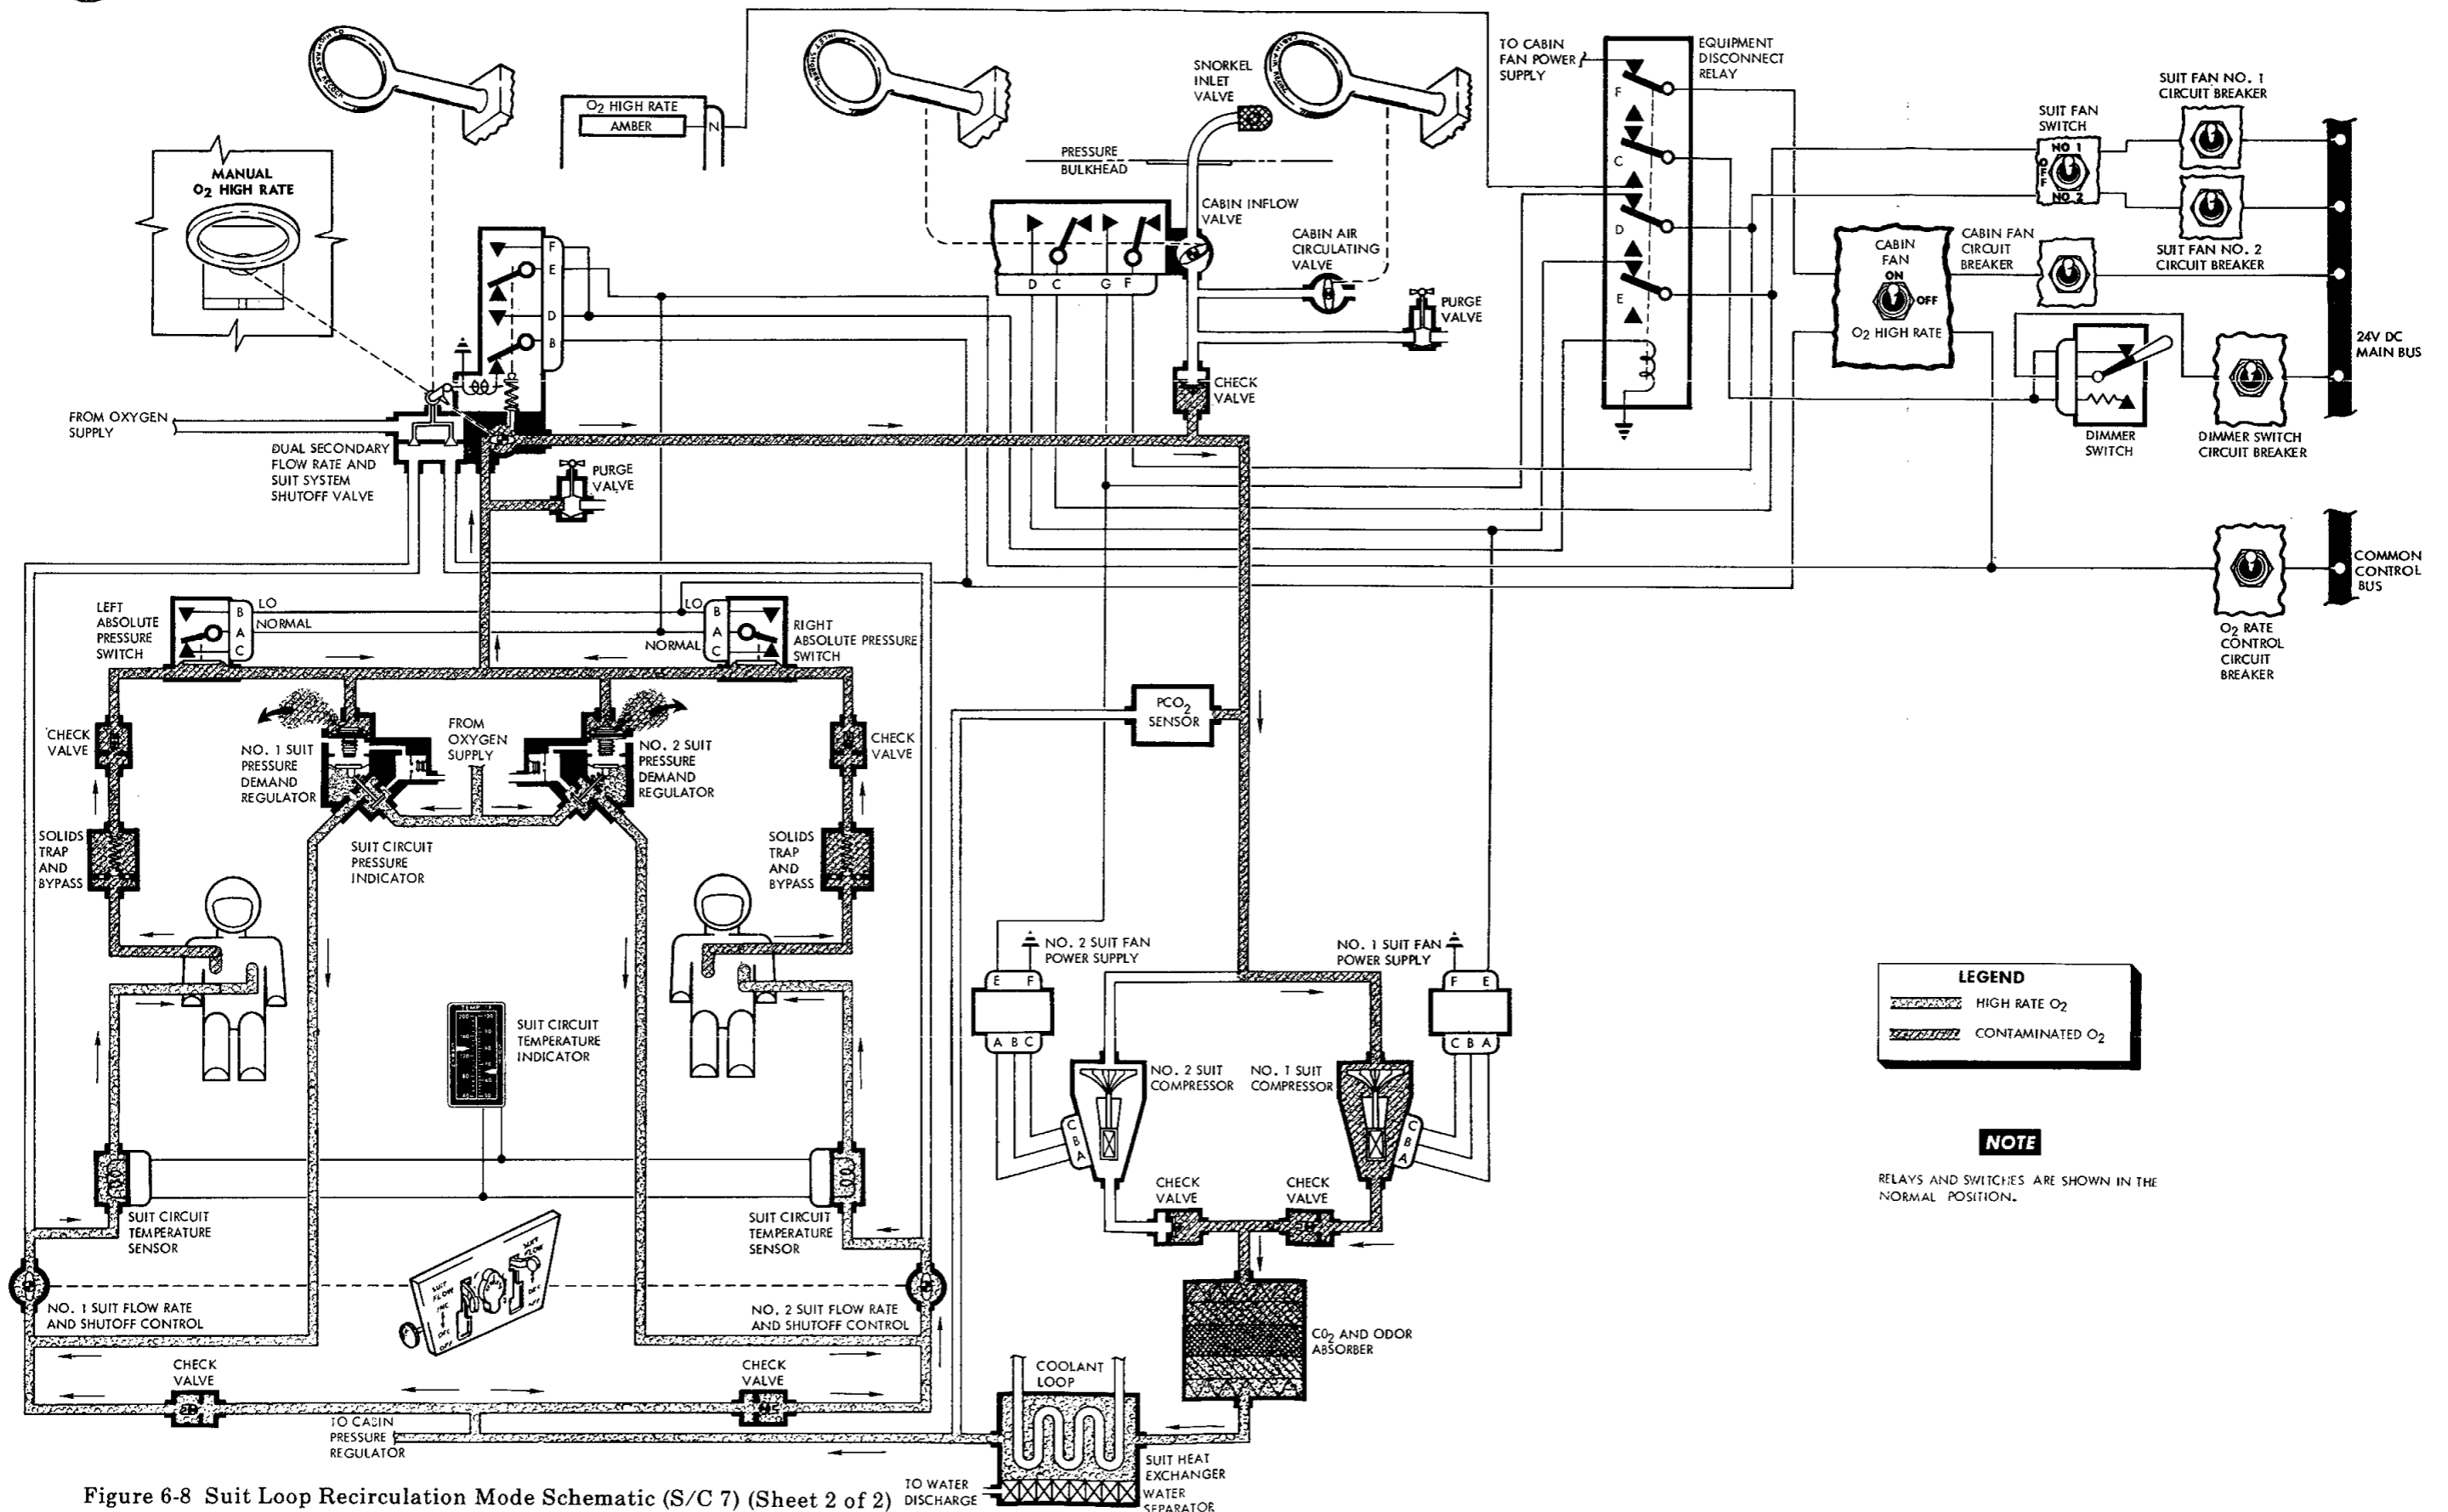 O2 HIGH RATE
AMBER
N
SNORKEL
INLET
VALVE
TO CABIN
FAN POWER
SUPPLY
EQUIPMENT
DISCONNECT
RELAY
F
C
D
E
SUIT FAN NO. 1
CIRCUIT BREAKER
SUIT FAN
SWITCH
NO 1
OFF
NO 2
SUIT FAN NO. 2
CIRCUIT BREAKER
PRESSURE
BULKHEAD
MANUAL
O2 HIGH RATE
CABIN INFLOW
VALVE
CABIN AIR
CIRCULATING
VALVE
CABIN
FAN
ON
OFF
O2 HIGH RATE
CABIN FAN
CIRCUIT
BREAKER
F
E
D
B
D C G F
PURGE
VALVE
24V DC
MAIN BUS
CHECK
VALVE
DIMMER
SWITCH
DIMMER SWITCH
CIRCUIT BREAKER
FROM OXYGEN
SUPPLY
DUAL SECONDARY
FLOW RATE AND
SUIT SYSTEM
SHUTOFF VALVE
PURGE
VALVE
COMMON
CONTROL
BUS
O2 RATE
CONTROL
CIRCUIT
BREAKER
LEFT
ABSOLUTE
PRESSURE
SWITCH
B
A
C
LO
NORMAL
LO
NORMAL
B
A
C
RIGHT
ABSOLUTE PRESSURE
SWITCH
CHECK
VALVE
NO. 1 SUIT
PRESSURE
DEMAND
REGULATOR
FROM
OXYGEN
SUPPLY
NO. 2 SUIT
PRESSURE
DEMAND
REGULATOR
CHECK
VALVE
PCO2
SENSOR
SOLIDS
TRAP
AND
BYPASS
SUIT CIRCUIT
PRESSURE
INDICATOR
SOLIDS
TRAP
AND
BYPASS
NO. 2 SUIT FAN
POWER SUPPLY
E F
A B C
NO. 1 SUIT FAN
POWER SUPPLY
F E
C B A
LEGEND
HIGH RATE O2
CONTAMINATED O2
SUIT CIRCUIT
TEMPERATURE
INDICATOR
NO. 2 SUIT
COMPRESSOR
C
B
A
NO. 1 SUIT
COMPRESSOR
C
B
A
NOTE
RELAYS AND SWITCHES ARE SHOWN IN THE
NORMAL POSITION.
SUIT CIRCUIT
TEMPERATURE
SENSOR
SUIT CIRCUIT
TEMPERATURE
SENSOR
CHECK
VALVE
CHECK
VALVE
SUIT
FLOW
INC
DEC
OFF
SUIT
FLOW
DEC
OFF
NO. 1 SUIT FLOW RATE
AND SHUTOFF CONTROL
NO. 2 SUIT FLOW RATE
AND SHUTOFF CONTROL
CO2 AND ODOR
ABSORBER
CHECK
VALVE
CHECK
VALVE
COOLANT
LOOP
TO CABIN
PRESSURE
REGULATOR
SUIT HEAT
EXCHANGER
WATER
SEPARATOR
TO WATER
DISCHARGE
Figure 6-8 Suit Loop Recirculation Mode Schematic (S/C 7) (Sheet 2 of 2)